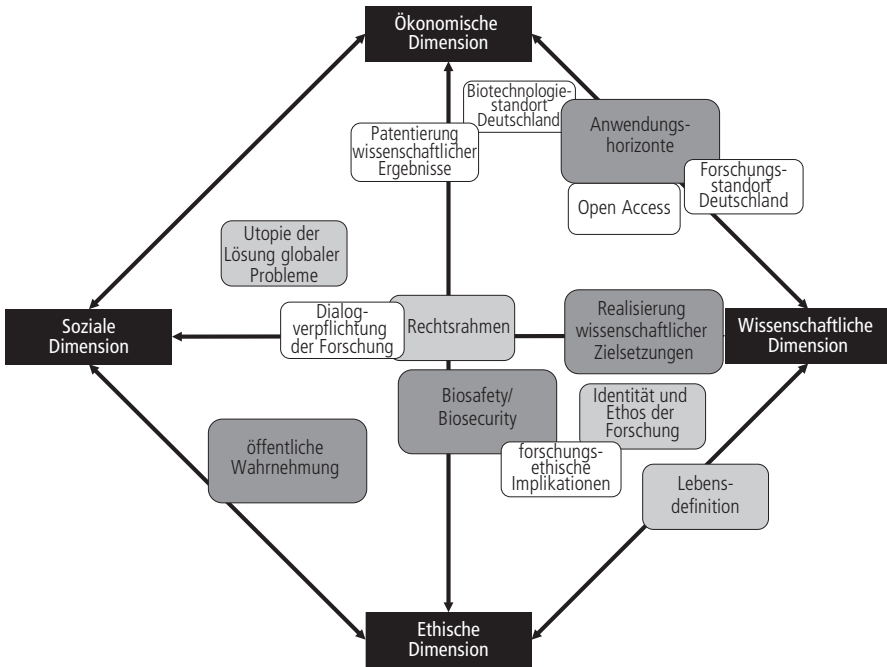 Ökonomische
Dimension
Biotechnologie-
standort
Deutschland
Anwendungs-
horizonte
Patentierung
wissenschaftlicher
Ergebnisse
Forschungs-
standort
Deutschland
Open Access
Utopie der
Lösung globaler
Probleme
Soziale
Dimension
Dialog-
verpflichtung
der Forschung
Rechtsrahmen
Realisierung
wissenschaftlicher
Zielsetzungen
Wissenschaftliche
Dimension
Biosafety/
Biosecurity
Identität und
Ethos der
Forschung
öffentliche
Wahrnehmung
forschungs-
ethische
Implikationen
Lebens-
definition
Ethische
Dimension